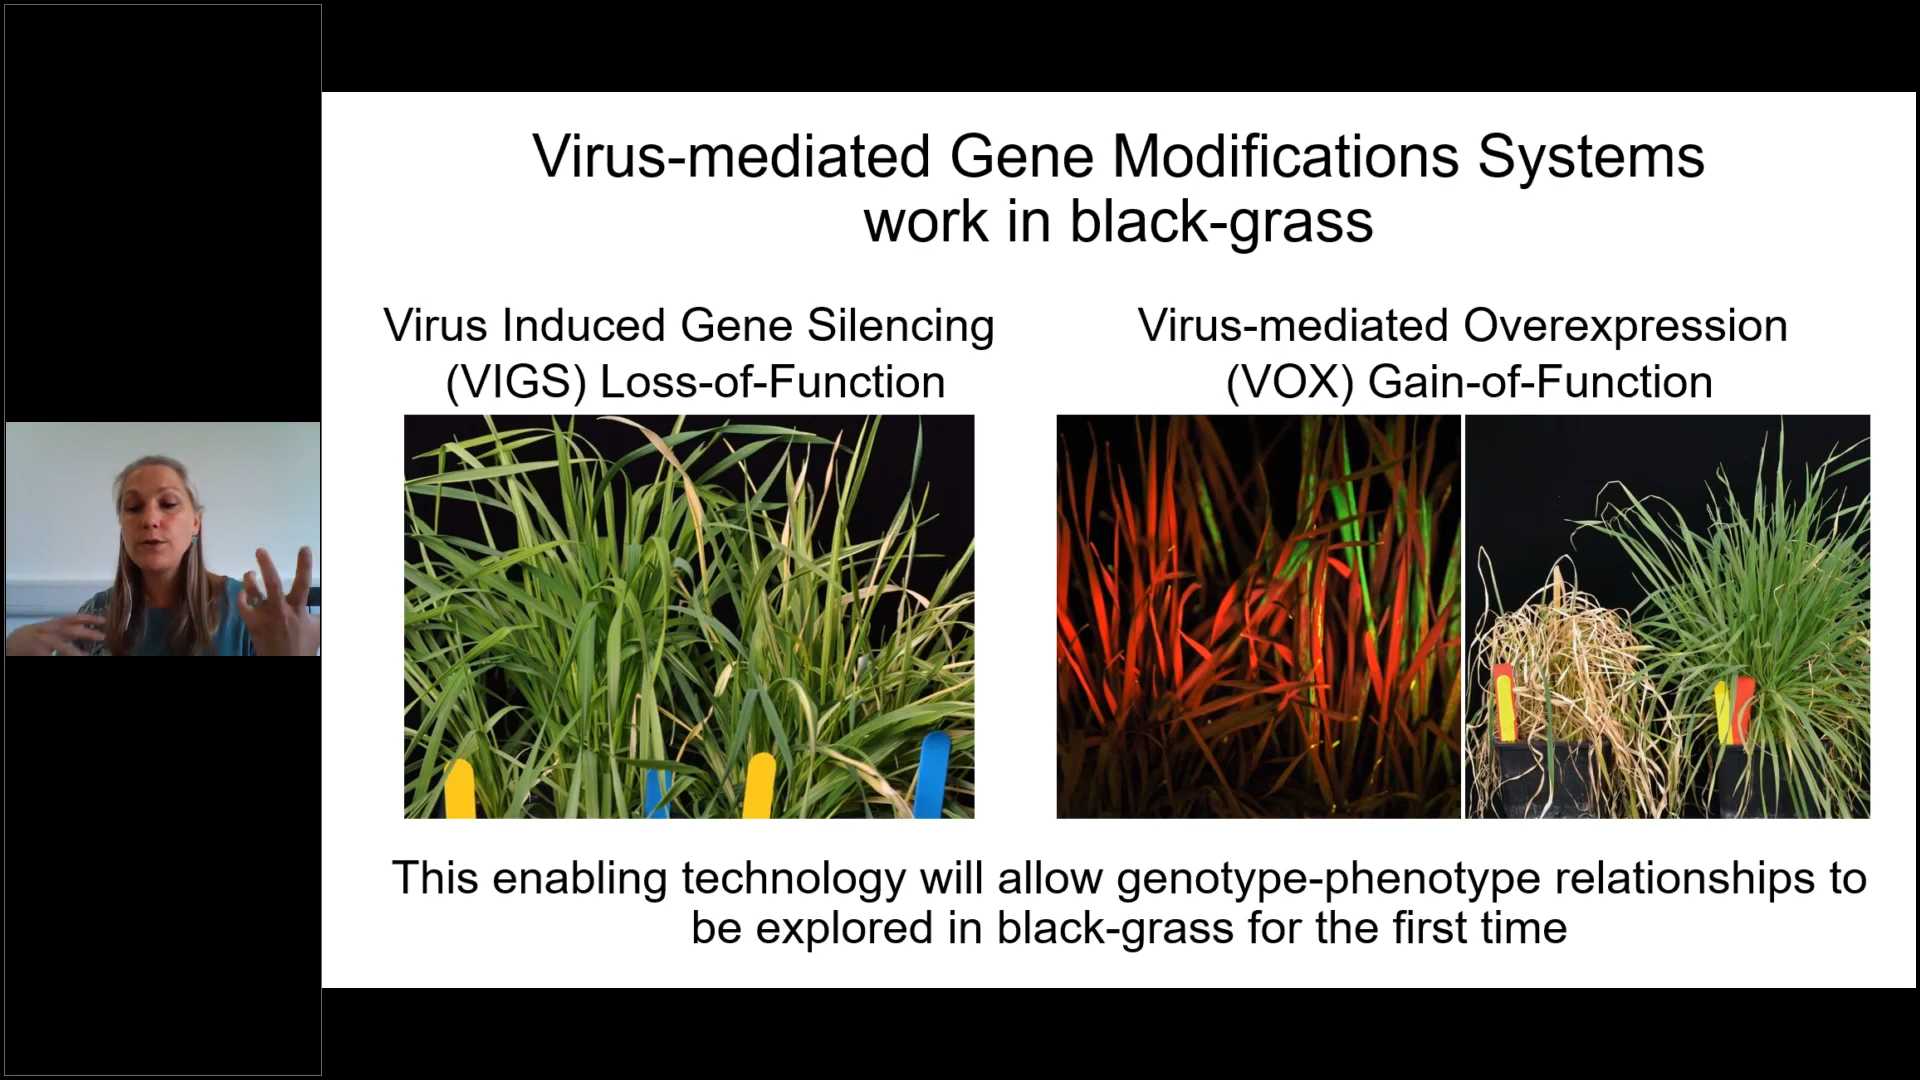 Virus-mediated Gene Modifications Systems
work in black-grass
Virus Induced Gene Silencing
(VIGS) Loss-of-Function
Virus-mediated Overexpression
(VOX) Gain-of-Function
This enabling technology will allow genotype-phenotype relationships to
be explored in black-grass for the first time